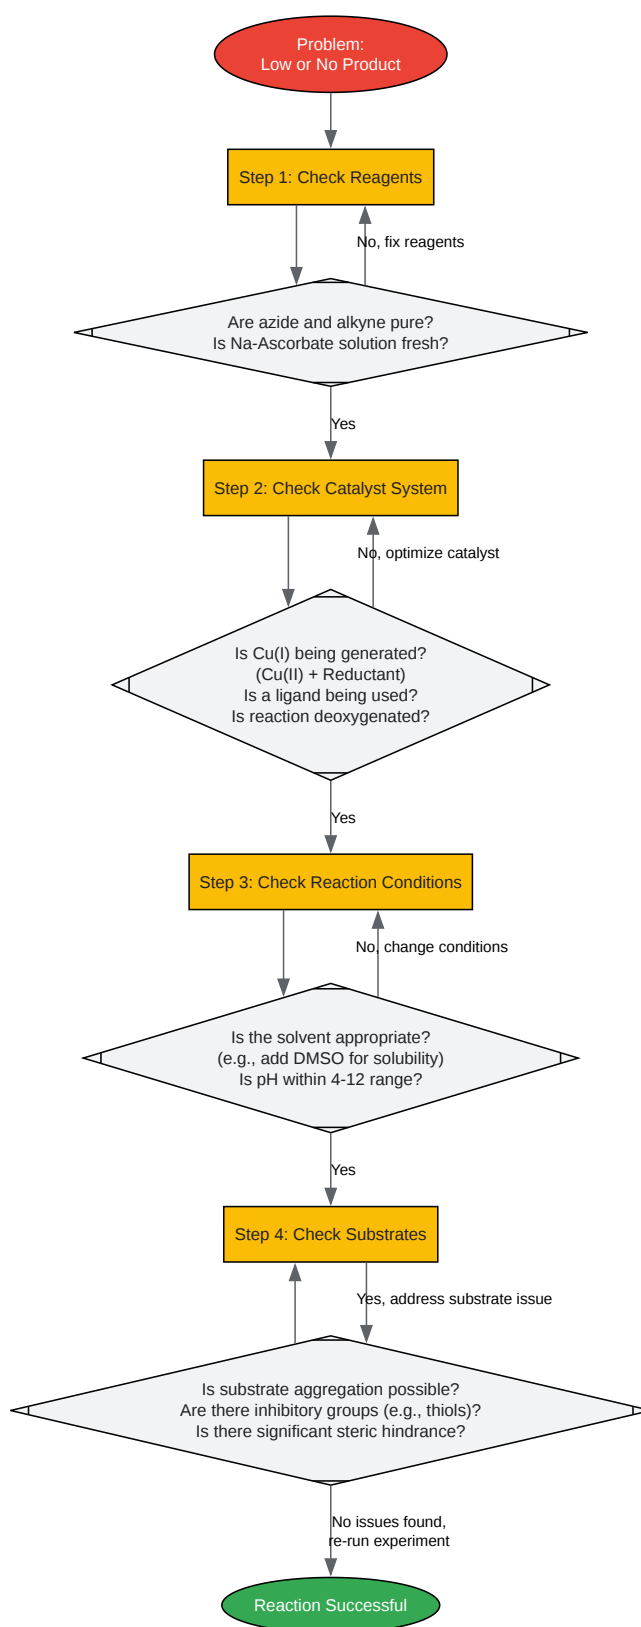 Problem:
Low or No Product
Step 1: Check Reagents
No, fix reagents
Are azide and alkyne pure?
Is Na-Ascorbate solution fresh?
Yes
Step 2: Check Catalyst System
No, optimize catalyst
Is Cu(I) being generated?
(Cu(II) + Reductant)
Is a ligand being used?
Is reaction deoxygenated?
Yes
Step 3: Check Reaction Conditions
No, change conditions
Is the solvent appropriate?
(e.g., add DMSO for solubility)
Is pH within 4-12 range?
Yes
Step 4: Check Substrates
Yes, address substrate issue
Is substrate aggregation possible?
Are there inhibitory groups (e.g., thiols)?
Is there significant steric hindrance?
No issues found,
re-run experiment
Reaction Successful